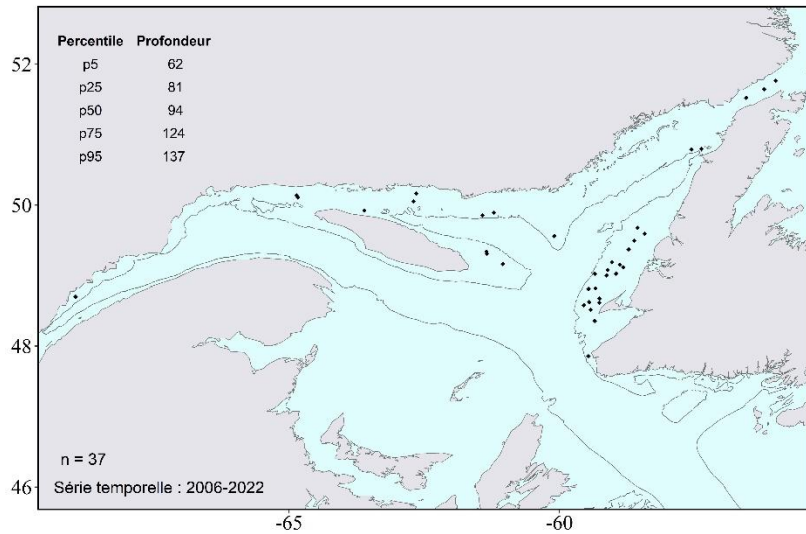 Percentile Profondeur
p5 62
p25 81
p50 94
p75 124
p95 137
52
50
48
46
n = 37
Série temporelle : 2006-2022
-65 -60